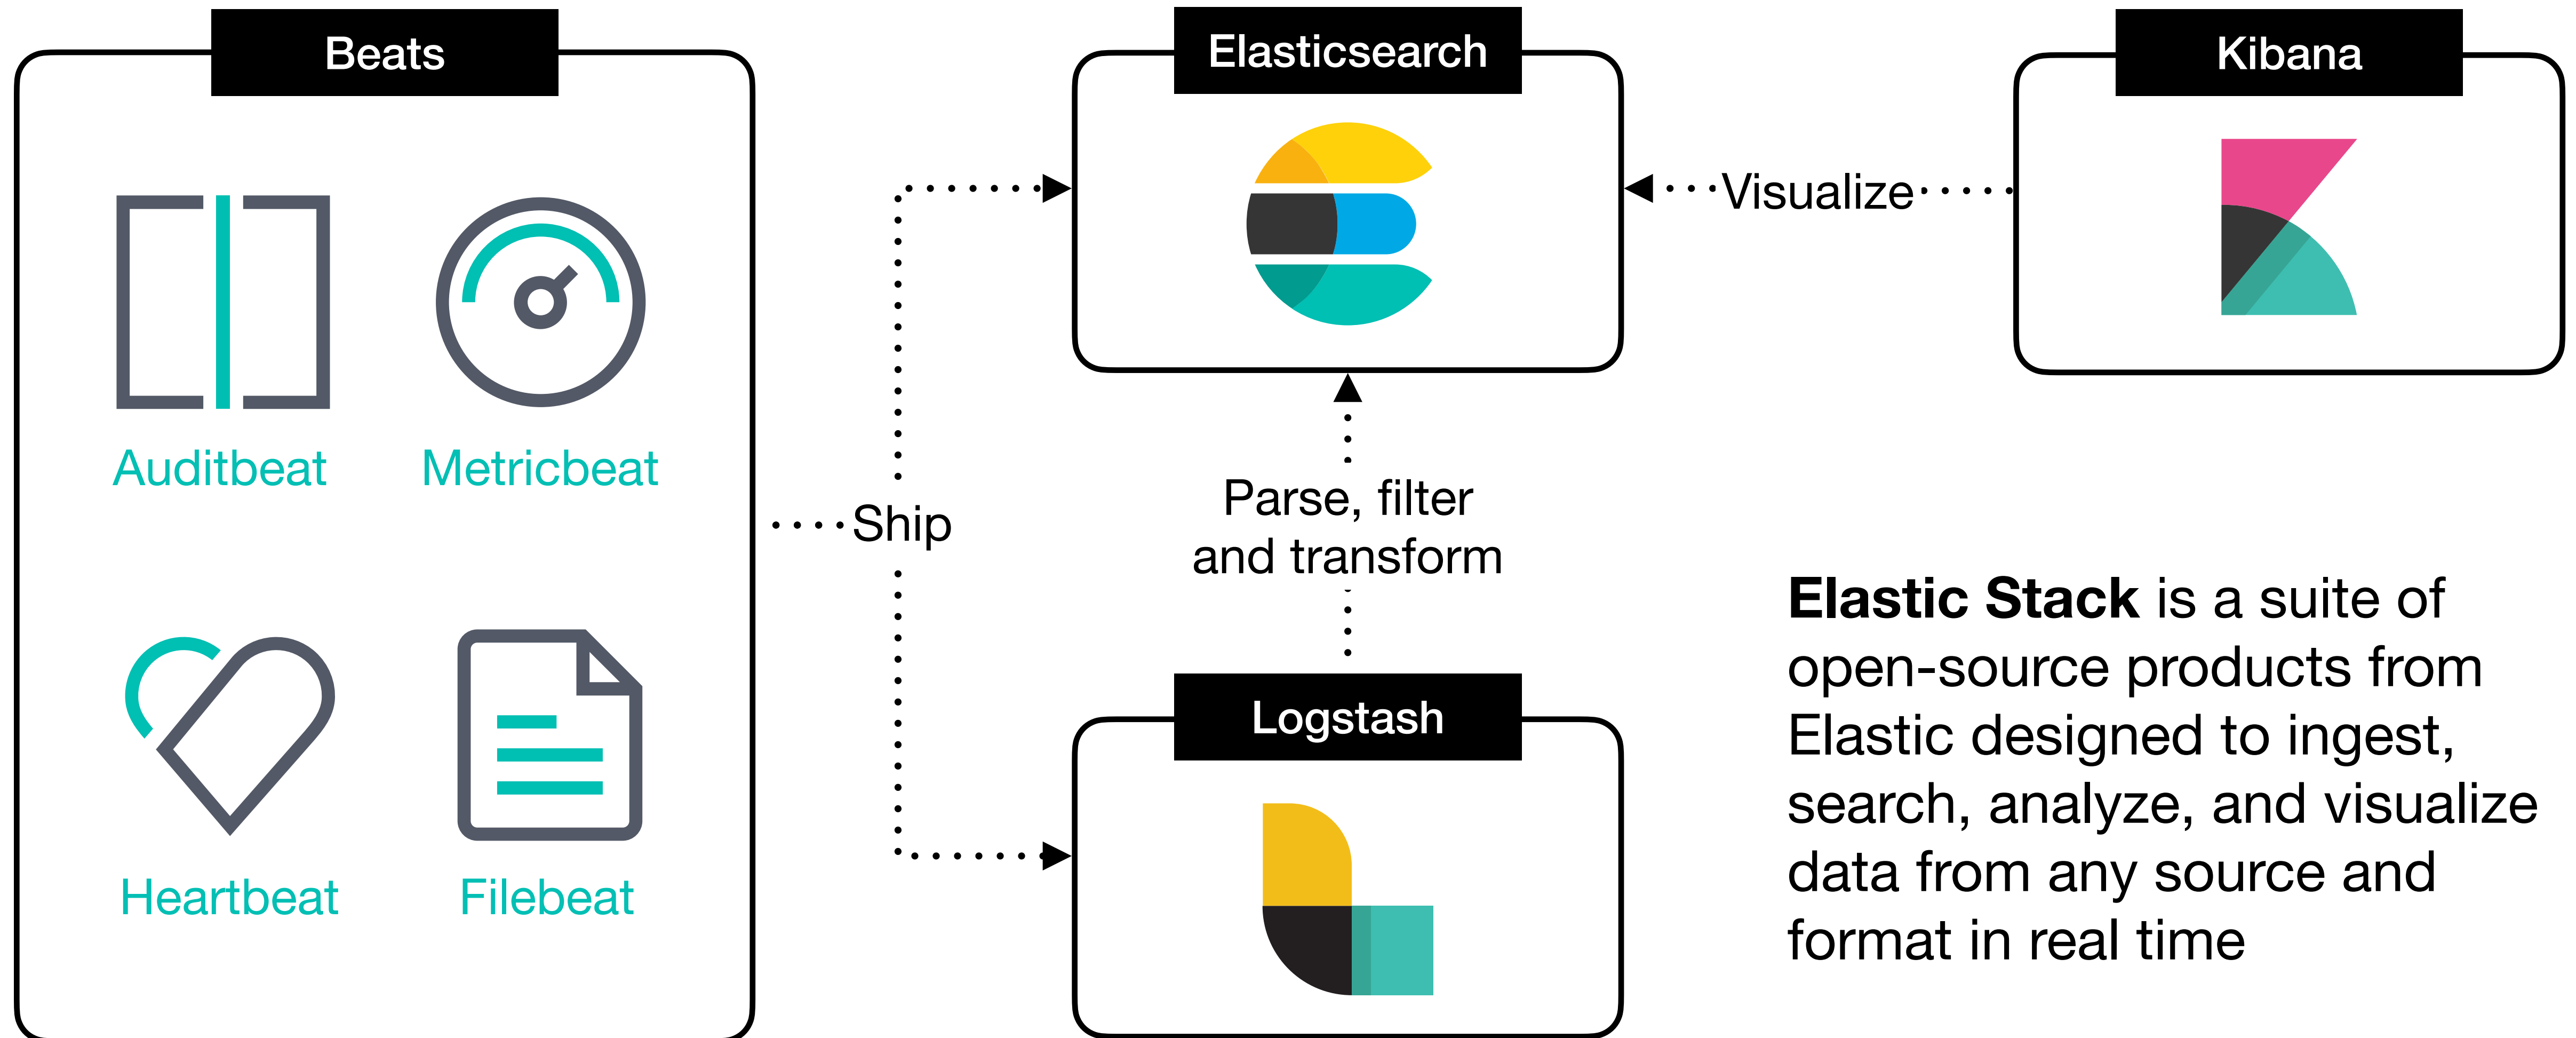 Beats
Auditbeat
Metricbeat
Heartbeat
Filebeat
Ship
Elasticsearch
Parse, filter
and transform
Logstash
Visualize
Kibana
Elastic Stack is a suite of
open-source products from
Elastic designed to ingest,
search, analyze, and visualize
data from any source and
format in real time